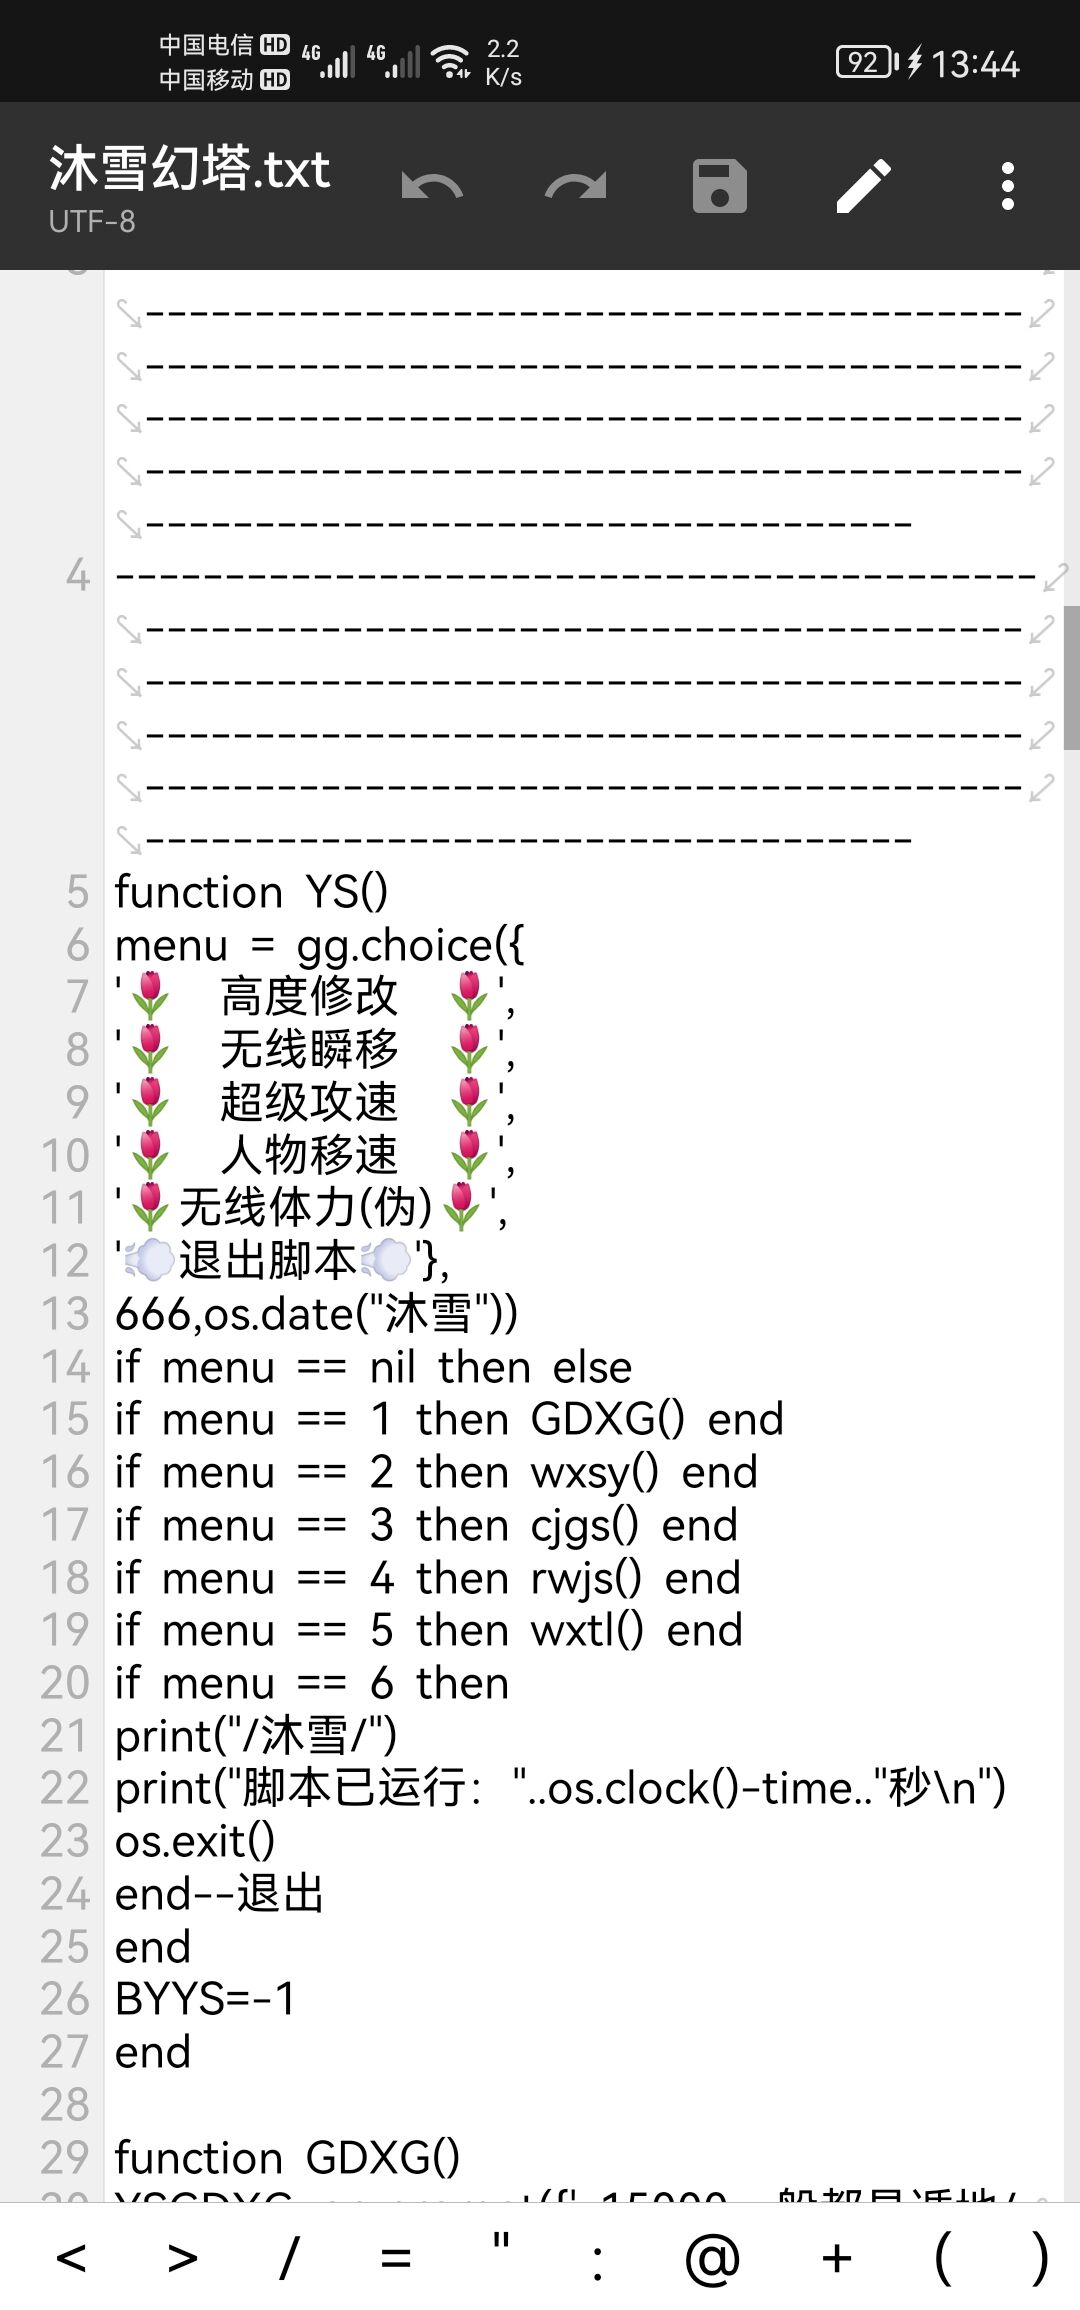 中国电信 HD
中国移动 HD
4G 4G 2.2 K/s
92 13:44
沐雪幻塔.txt
UTF-8
------------------------------------------------------------
------------------------------------------------------------
------------------------------------------------------------
------------------------------------------------------------
----------------------------------------------------
4 ------------------------------------------------------------
------------------------------------------------------------
------------------------------------------------------------
------------------------------------------------------------
------------------------------------------------------------
----------------------------------------------------
5 function YS()
6 menu = gg.choice({
7 '🌷 高度修改 🌷',
8 '🌷 无线瞬移 🌷',
9 '🌷 超级攻速 🌷',
10 '🌷 人物移速 🌷',
11 '🌷无线体力(伪)🌷',
12 '💨退出脚本💨'},
13 666,os.date("沐雪"))
14 if menu == nil then else
15 if menu == 1 then GDXG() end
16 if menu == 2 then wxsy() end
17 if menu == 3 then cjgs() end
18 if menu == 4 then rwjs() end
19 if menu == 5 then wxtl() end
20 if menu == 6 then
21 print("/沐雪/")
22 print("脚本已运行："..os.clock()-time.."秒\n")
23 os.exit()
24 end--退出
25 end
26 BYYS=-1
27 end
28
29 function GDXG()
< > / = " : @ + ( )